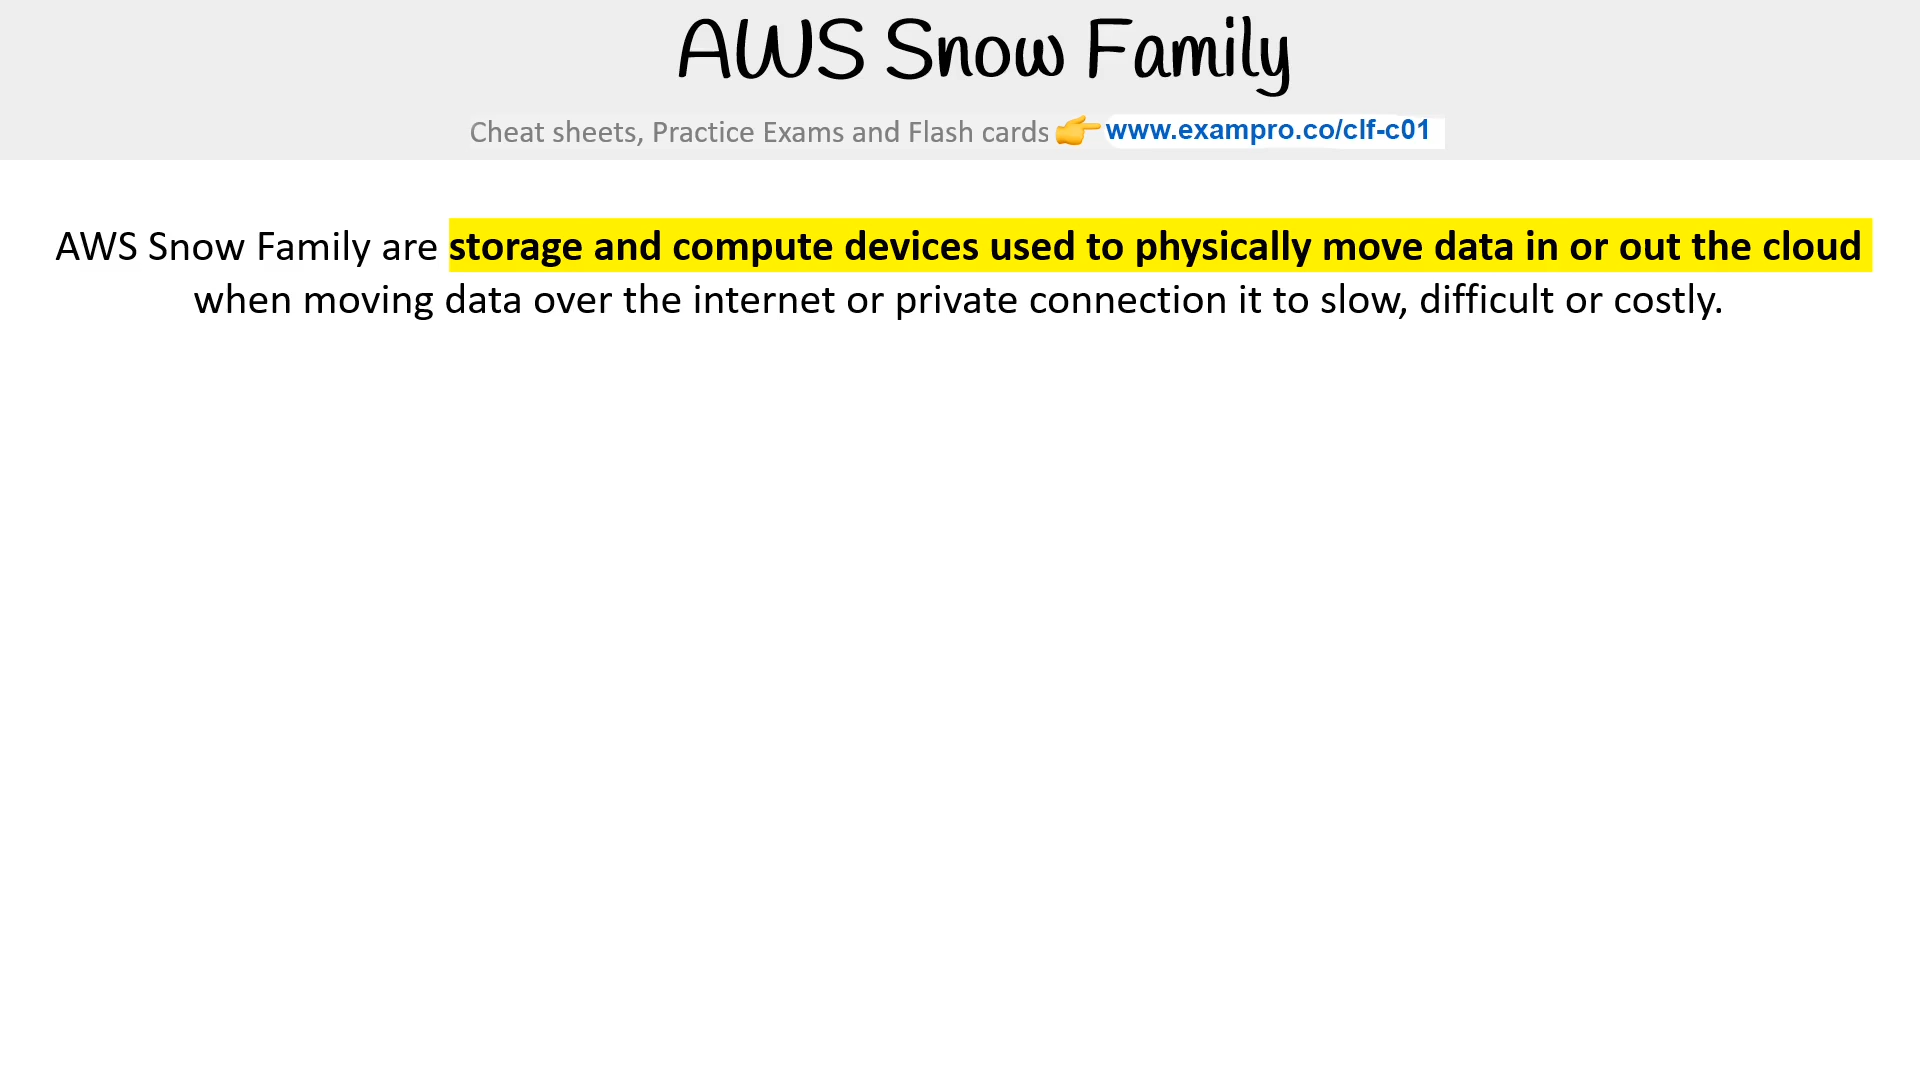 AWS Snow Family
Cheat sheets, Practice Exams and Flash cards 👉 www.exampro.co/clf-c01
AWS Snow Family are storage and compute devices used to physically move data in or out the cloud
when moving data over the internet or private connection it to slow, difficult or costly.